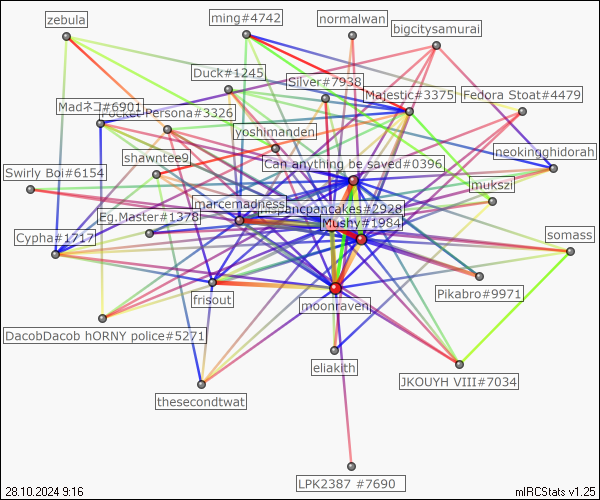 zebula
ming#4742
normalwan
bigcitysamurai
Duck#1245
Silver#7938
Majestic#3375
Fedora Stoat#4479
Madネコ#6901
Pocket Persona#3326
yoshimanden
neokingghidorah
shawntee9
Can anything be saved#0396
Swirly Boi#6154
mukszi
marcemadness
pancpancakes#2928
Eg.Master#1378
Mushy#1984
Cypha#1717
somass
frisout
moonraven
Pikabro#9971
DacobDacob hORNY police#5271
eliakith
JKOUYH VIII#7034
thesecondtwat
LPK2387 #7690
28.10.2024 9:16
mIRCStats v1.25